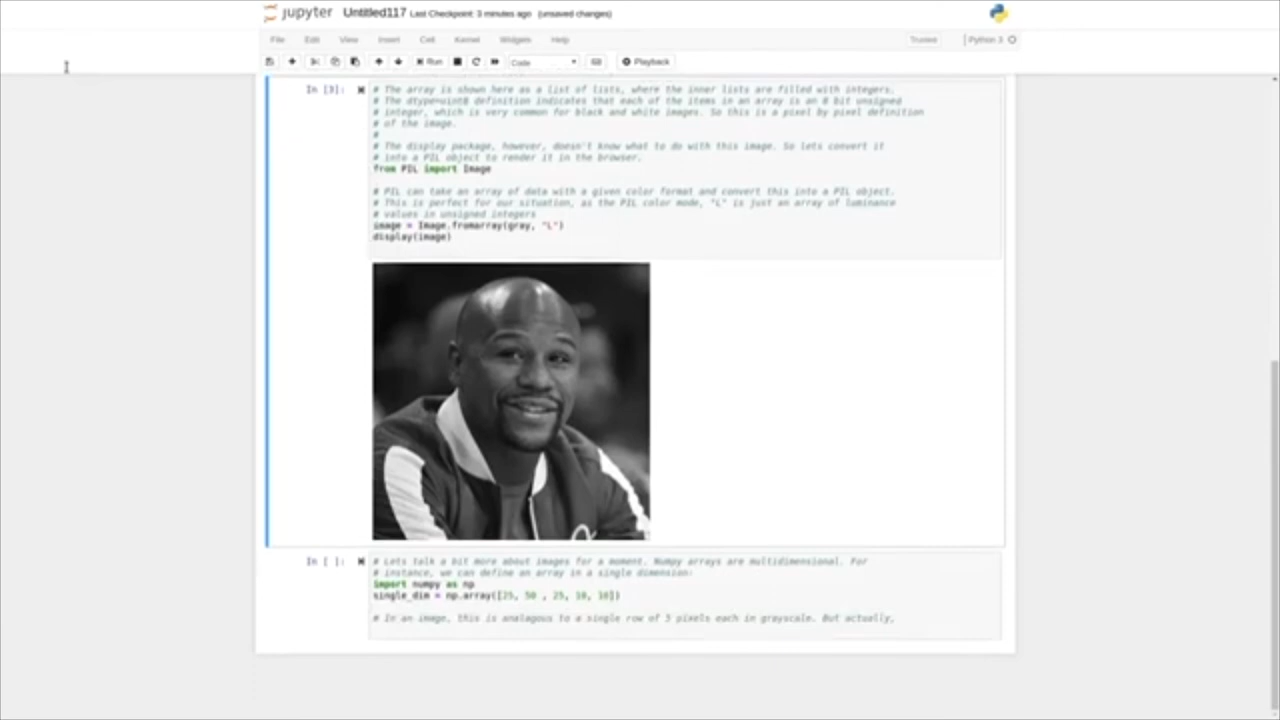 jupyter Untitled117 Last Checkpoint: 3 minutes ago (unsaved changes)
File Edit View Insert Cell Kernel Widgets Help Trusted Python 3
Run Code Playback
In [3]: # The array is shown here as a list of lists, where the inner lists are filled with integers.
# The dtype=uint8 definition indicates that each of the items in an array is an 8 bit unsigned
# integer, which is very common for black and white images. So this is a pixel by pixel definition
# of the image.
#
# The display package, however, doesn't know what to do with this image. So lets convert it
# into a PIL object to render it in the browser.
from PIL import Image
# PIL can take an array of data with a given color format and convert this into a PIL object.
# This is perfect for our situation, as the PIL color mode, "L" is just an array of luminance
# values in unsigned integers
image = Image.fromarray(gray, "L")
display(image)
In [ ]: # Lets talk a bit more about images for a moment. Numpy arrays are multidimensional. For
# instance, we can define an array in a single dimension:
import numpy as np
single_dim = np.array([25, 50 , 25, 10, 10])
# In an image, this is analagous to a single row of 5 pixels each in grayscale. But actually,